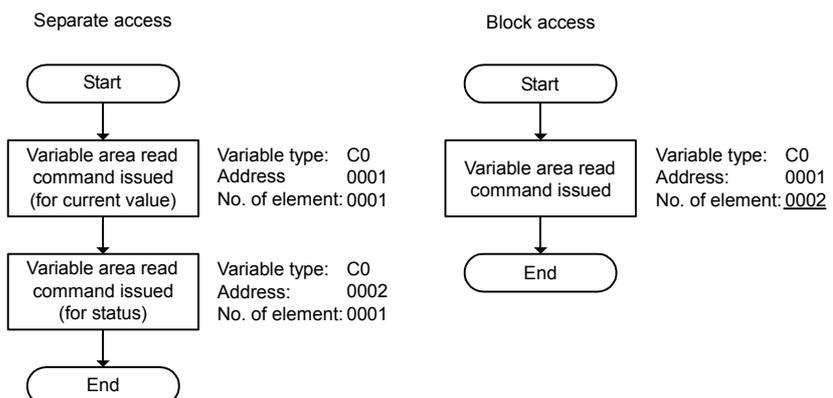 Separate access
Start
Variable area read
command issued
(for current value)
Variable type: C0
Address 0001
No. of element: 0001
Variable area read
command issued
(for status)
Variable type: C0
Address: 0002
No. of element: 0001
End
Block access
Start
Variable area read
command issued
Variable type: C0
Address: 0001
No. of element: 0002
End